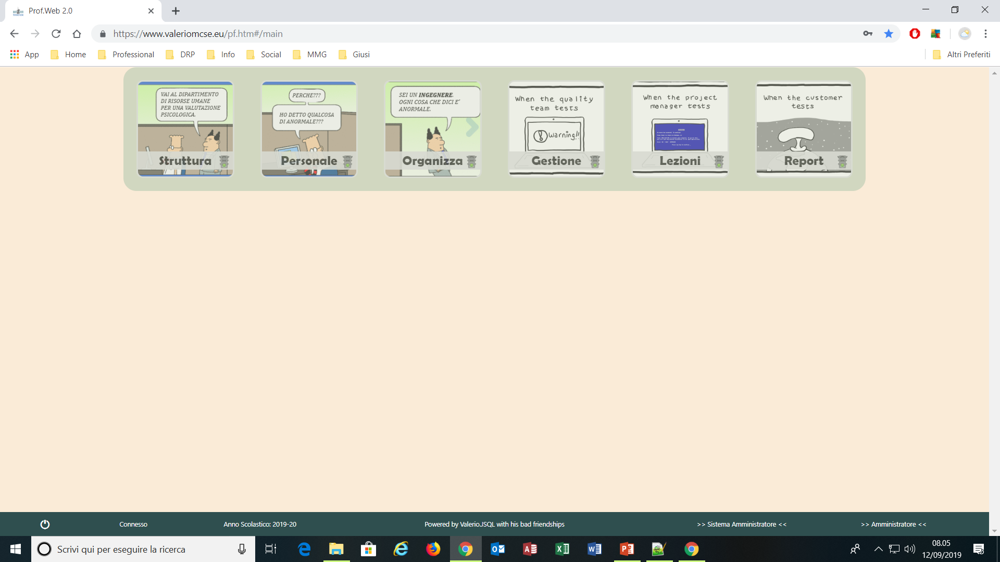 Prof.Web 2.0
https://www.valeriomcse.eu/pf.htm#/main
App Home Professional DRP Info Social MMG Giusi Altri Preferiti
VAI AL DIPARTIMENTO
DI RISORSE UMANE
PER UNA VALUTAZIONE
PSICOLOGICA.
Struttura
PERCHE???
HO DETTO QUALCOSA
DI ANORMALE???
Personale
SEI UN INGEGNERE.
OGNI COSA CHE DICI E'
ANORMALE.
Organizza
When the quality
team tests
warning!!
Gestione
When the project
manager tests
Lezioni
When the customer
tests
Report
Connesso Anno Scolastico: 2019-20 Powered by ValerioJSQL with his bad friendships >> Sistema Amministratore << >> Amministratore <<
Scrivi qui per eseguire la ricerca
08.05
12/09/2019